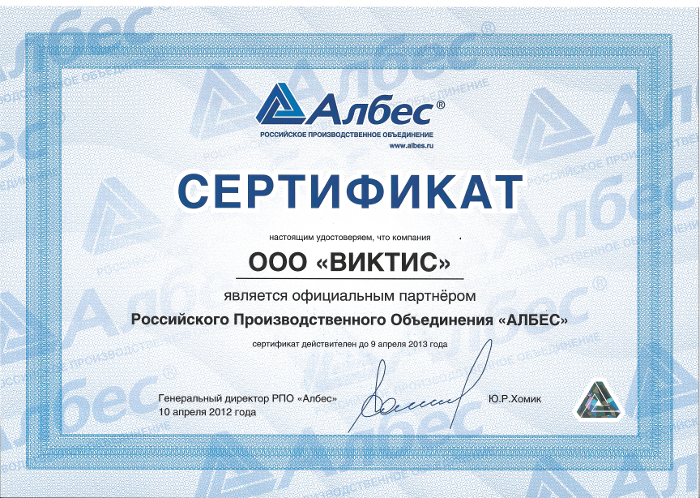 Албес®
РОССИЙСКОЕ ПРОИЗВОДСТВЕННОЕ ОБЪЕДИНЕНИЕ
www.albes.ru
СЕРТИФИКАТ
настоящим удостоверяем, что компания
ООО «ВИКТИС»
является официальным партнёром
Российского Производственного Объединения «АЛБЕС»
сертификат действителен до 9 апреля 2013 года
Генеральный директор РПО «Албес»
Ю.Р.Хомик
10 апреля 2012 года